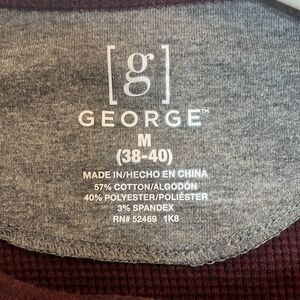 [g]
GEORGE™
M
(38-40)
MADE IN/HECHO EN CHINA
57% COTTON/ALGODÓN
40% POLYESTER/POLIÉSTER
3% SPANDEX
RN# 52469 1K8